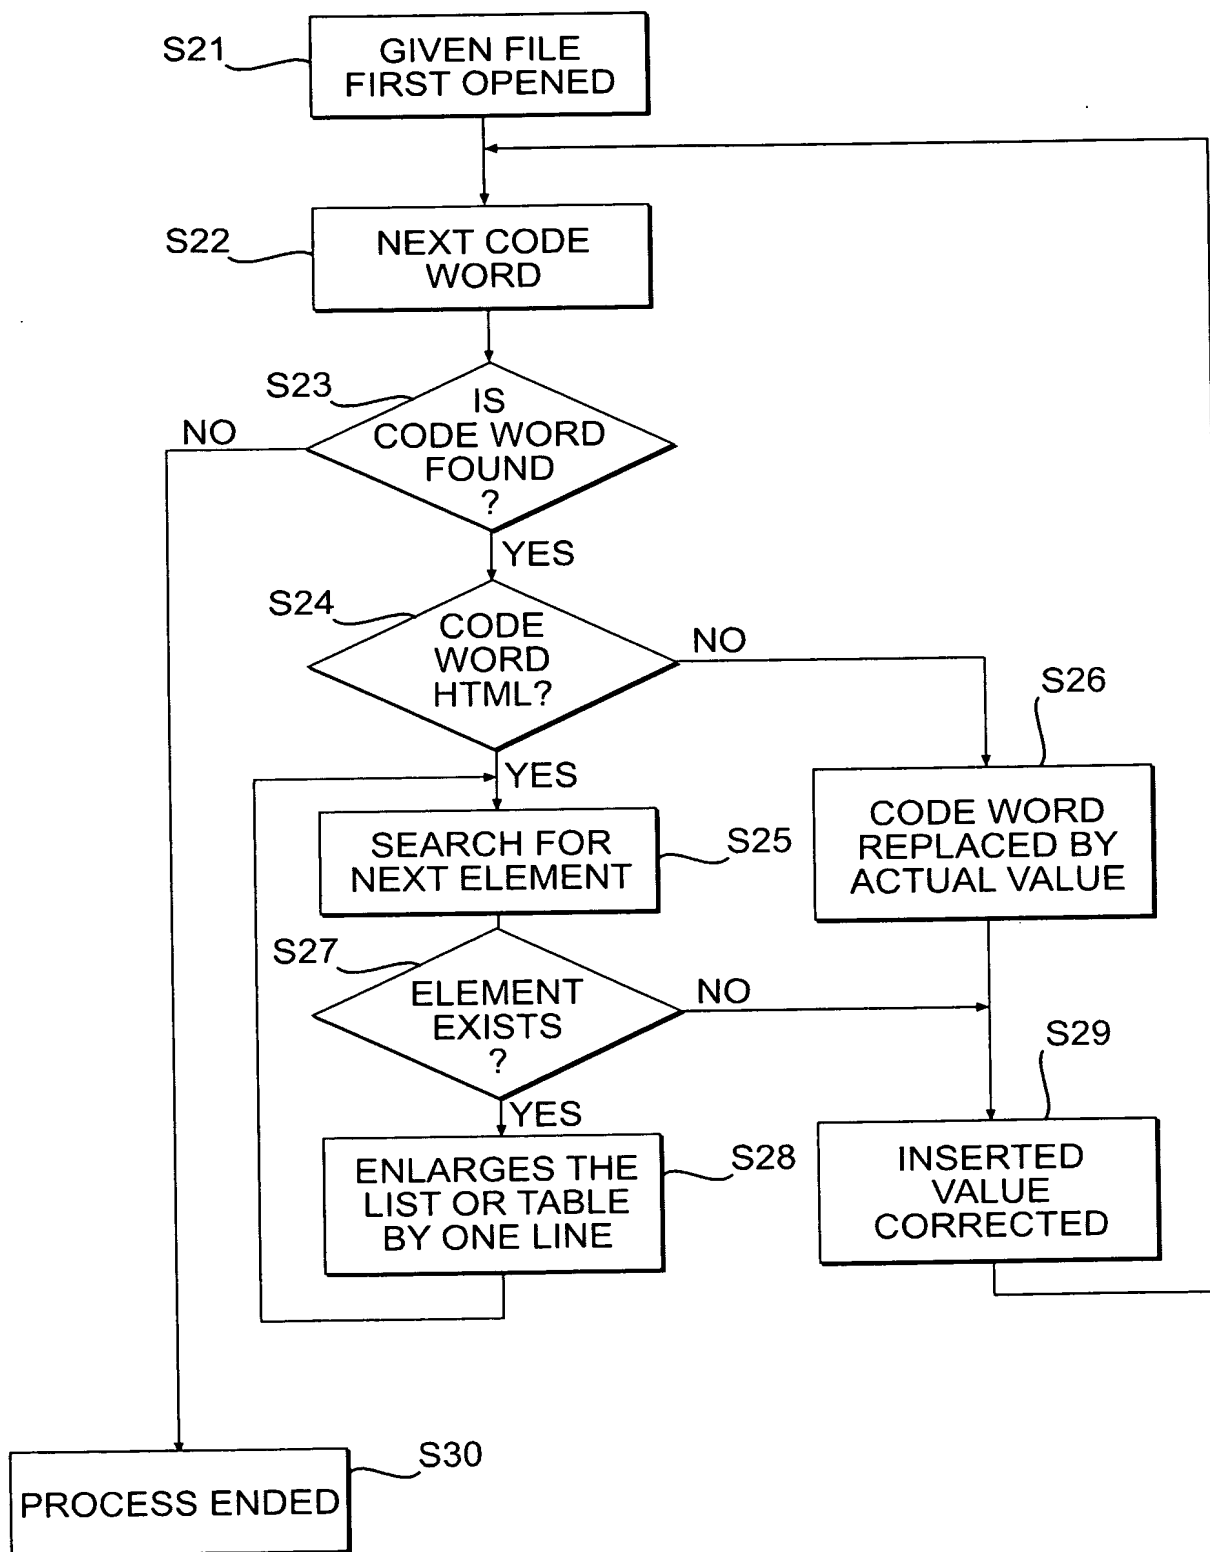 S21
GIVEN FILE
FIRST OPENED
S22
NEXT CODE
WORD
S23
IS
CODE WORD
FOUND
?
NO
YES
S24
CODE
WORD
HTML?
NO
YES
S26
CODE WORD
REPLACED BY
ACTUAL VALUE
SEARCH FOR
NEXT ELEMENT
S25
S27
ELEMENT
EXISTS
?
NO
YES
S29
INSERTED
VALUE
CORRECTED
ENLARGES THE
LIST OR TABLE
BY ONE LINE
S28
PROCESS ENDED
S30